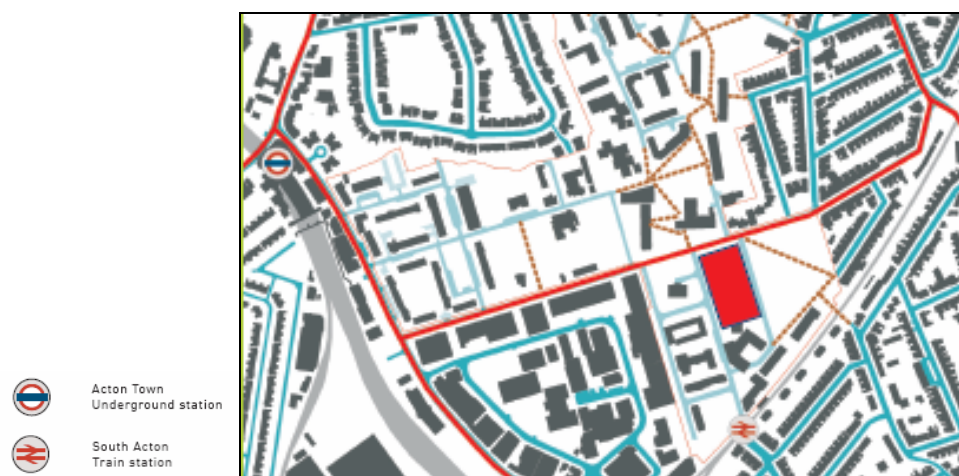 Acton Town
Underground station
South Acton
Train station